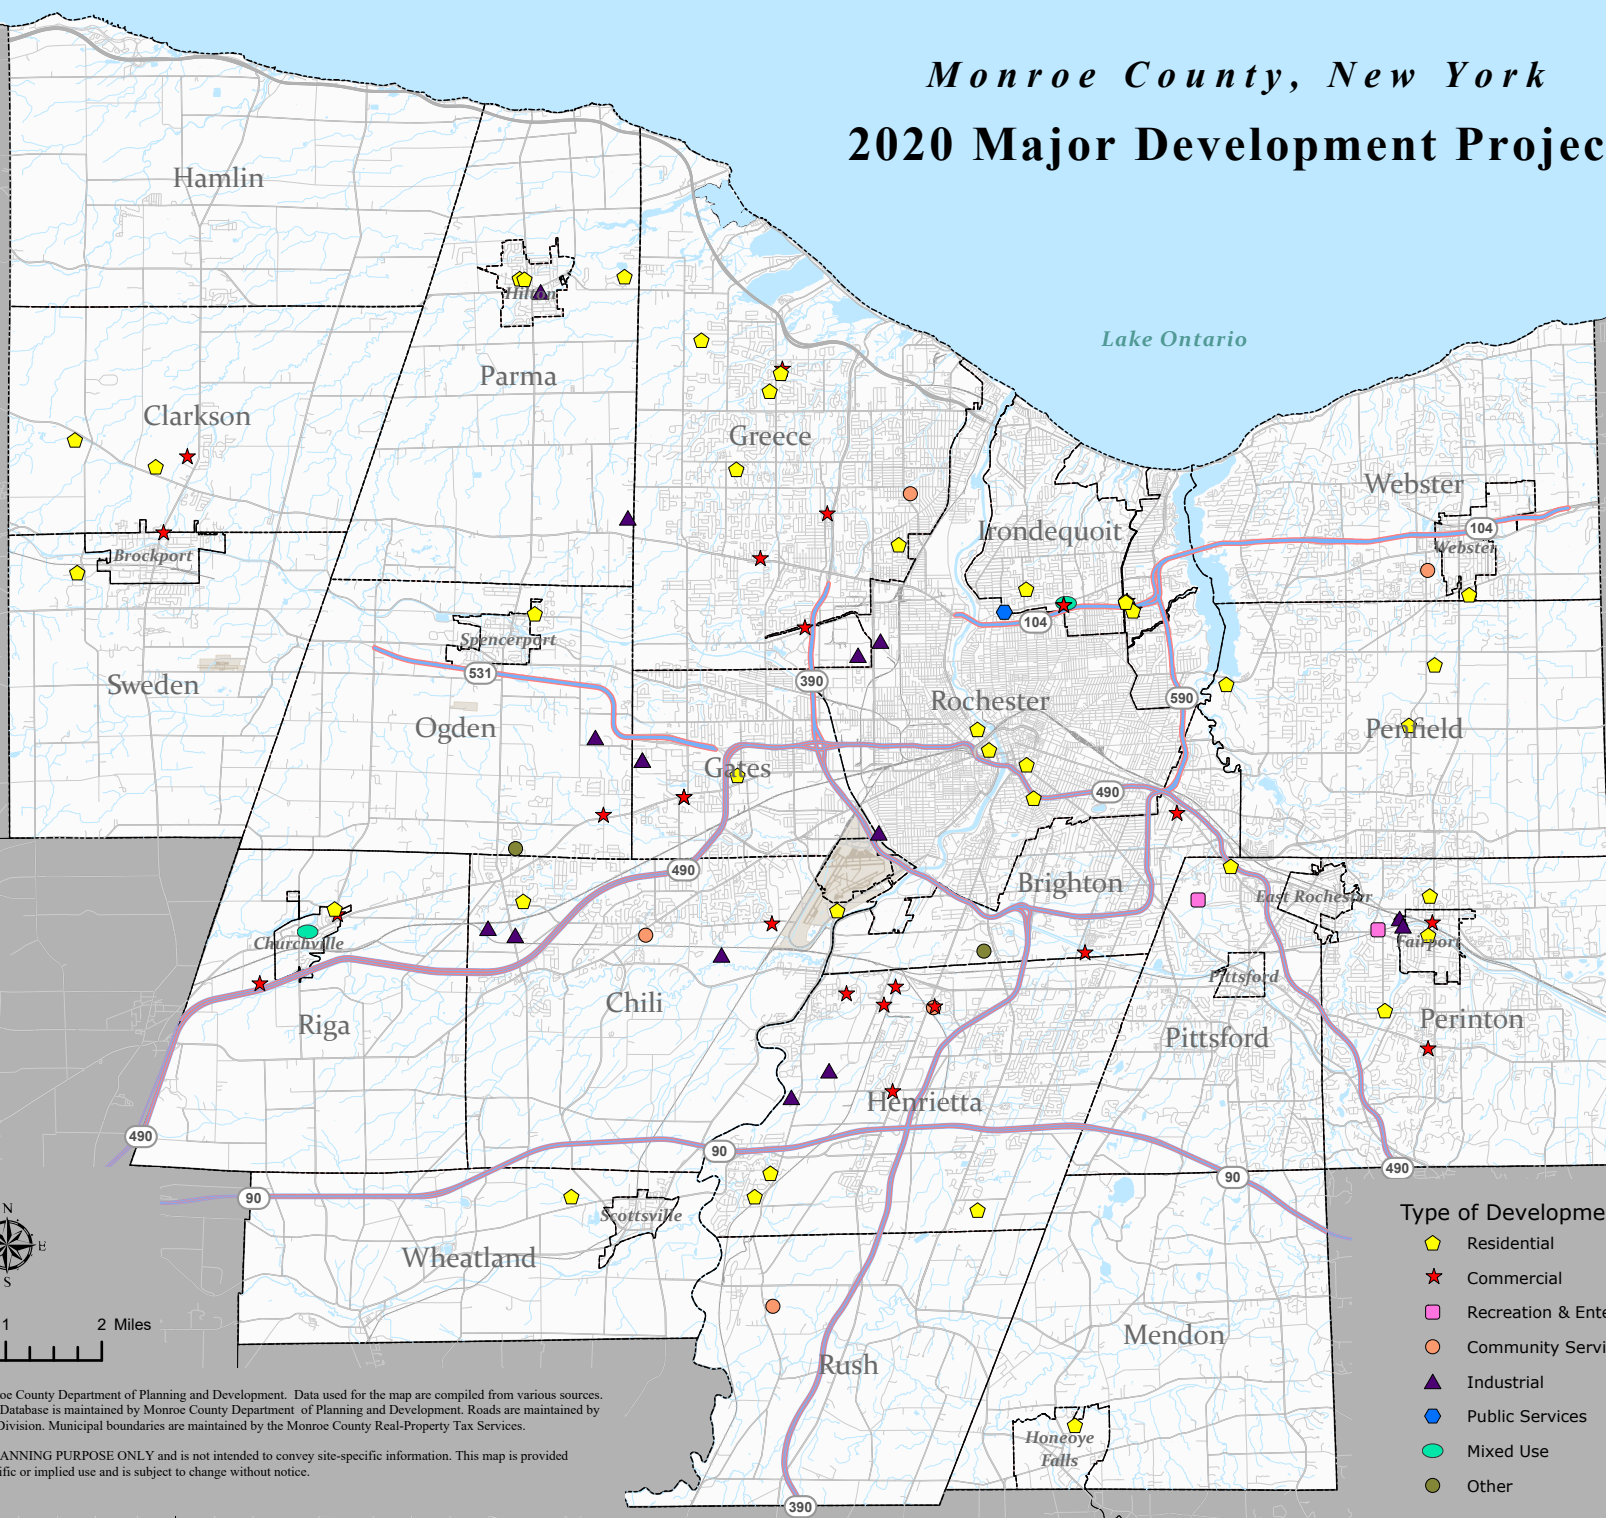 Monroe County, New York
2020 Major Development Projec
Hamlin
Hilton
Parma
Lake Ontario
Clarkson
Greece
Webster
Irondequoit
104
Brockport
Webster
104
Spencerport
531
Sweden
390
Rochester
590
Ogden
Penfield
Gates
490
490
Brighton
East Rochester
Churchville
Fairport
Pittsford
Chili
Riga
Perinton
Pittsford
Henrietta
490
90
490
90
90
Scottsville
Wheatland
N
E
S
1 2 Miles
Mendon
Rush
Honeoye
Falls
390
Type of Developme
Residential
Commercial
Recreation & Ente
Community Servi
Industrial
Public Services
Mixed Use
Other
oe County Department of Planning and Development. Data used for the map are compiled from various sources.
Database is maintained by Monroe County Department of Planning and Development. Roads are maintained by
Division. Municipal boundaries are maintained by the Monroe County Real-Property Tax Services.
ANNING PURPOSE ONLY and is not intended to convey site-specific information. This map is provided
ific or implied use and is subject to change without notice.